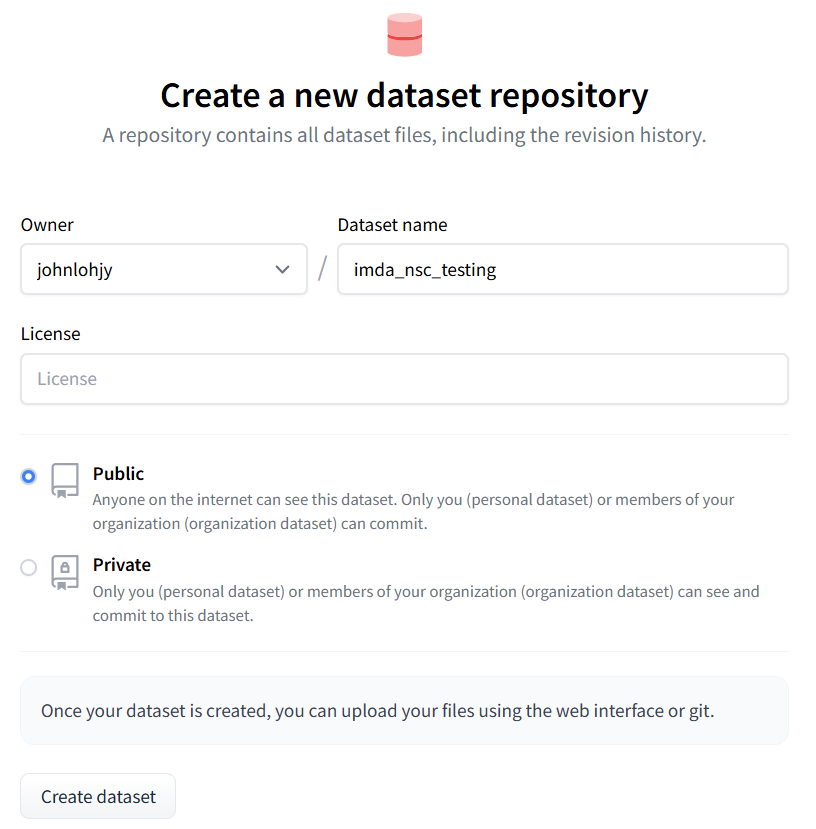 Create a new dataset repository
A repository contains all dataset files, including the revision history.
Owner
Dataset name
johnlohjy
/
imda_nsc_testing
License
License
Public
Anyone on the internet can see this dataset. Only you (personal dataset) or members of your
organization (organization dataset) can commit.
Private
Only you (personal dataset) or members of your organization (organization dataset) can see and
commit to this dataset.
Once your dataset is created, you can upload your files using the web interface or git.
Create dataset